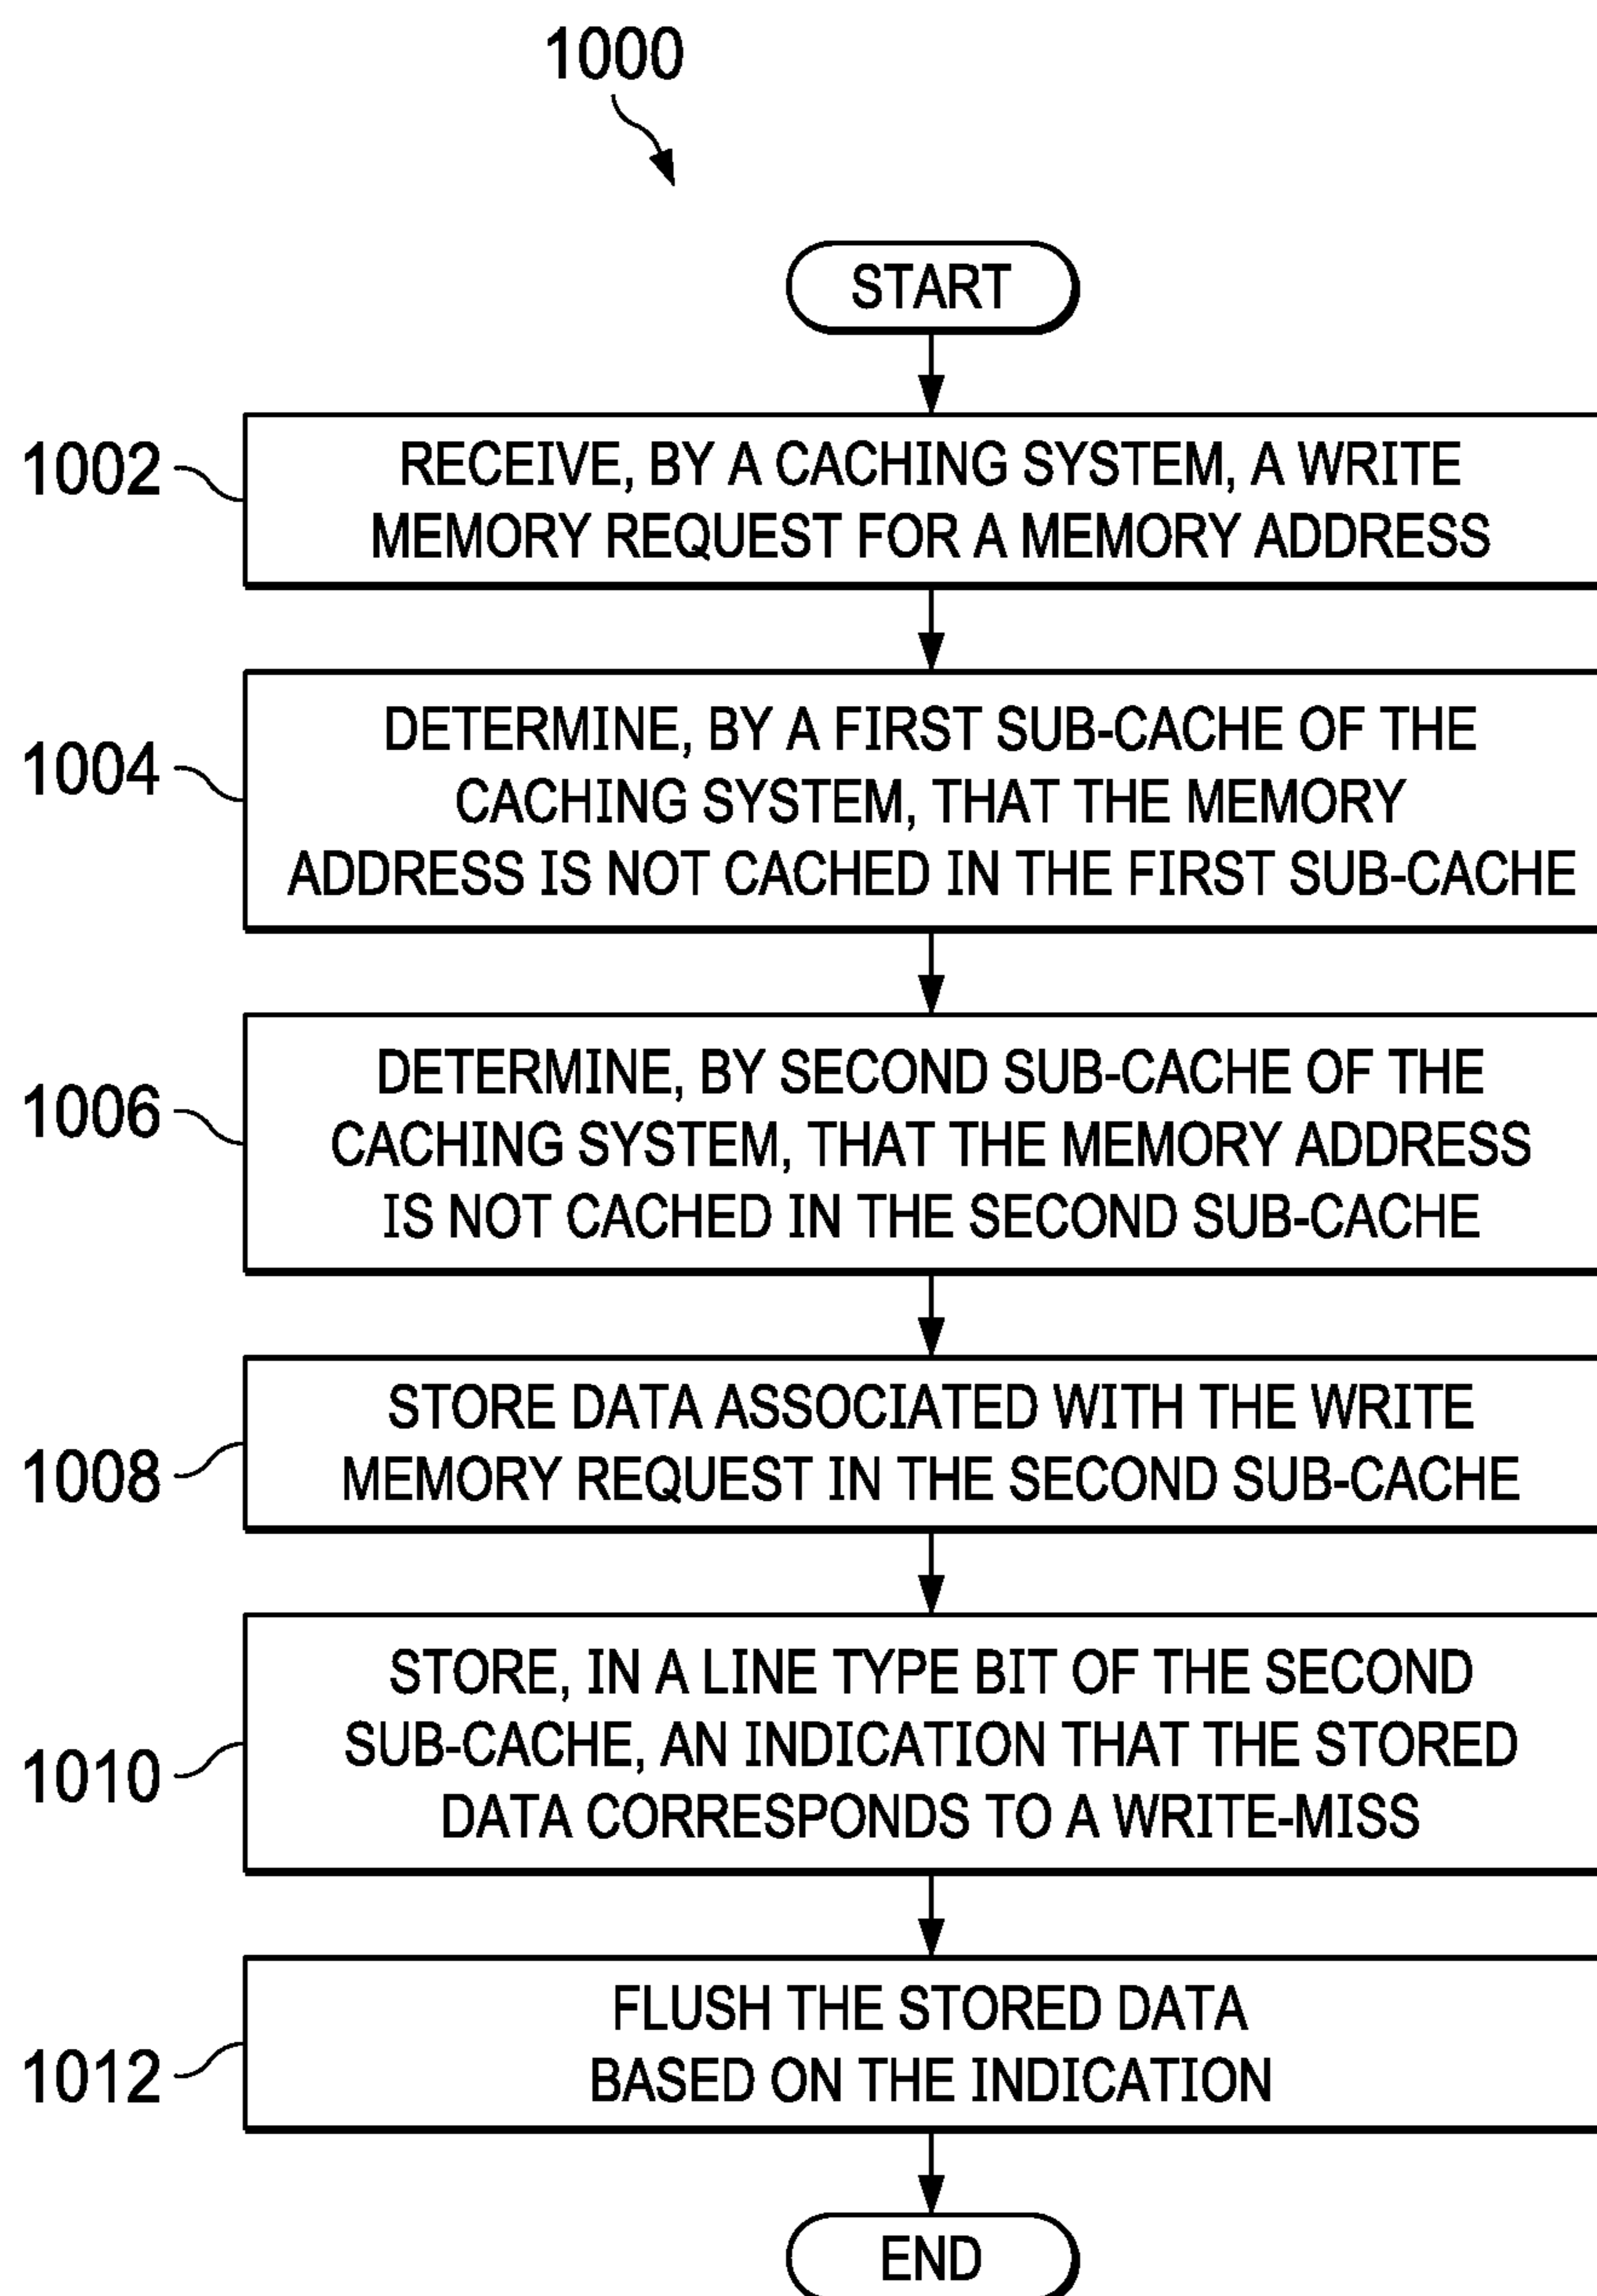 1000
START
1002
RECEIVE, BY A CACHING SYSTEM, A WRITE
MEMORY REQUEST FOR A MEMORY ADDRESS
1004
DETERMINE, BY A FIRST SUB-CACHE OF THE
CACHING SYSTEM, THAT THE MEMORY
ADDRESS IS NOT CACHED IN THE FIRST SUB-CACHE
1006
DETERMINE, BY SECOND SUB-CACHE OF THE
CACHING SYSTEM, THAT THE MEMORY ADDRESS
IS NOT CACHED IN THE SECOND SUB-CACHE
1008
STORE DATA ASSOCIATED WITH THE WRITE
MEMORY REQUEST IN THE SECOND SUB-CACHE
1010
STORE, IN A LINE TYPE BIT OF THE SECOND
SUB-CACHE, AN INDICATION THAT THE STORED
DATA CORRESPONDS TO A WRITE-MISS
1012
FLUSH THE STORED DATA
BASED ON THE INDICATION
END